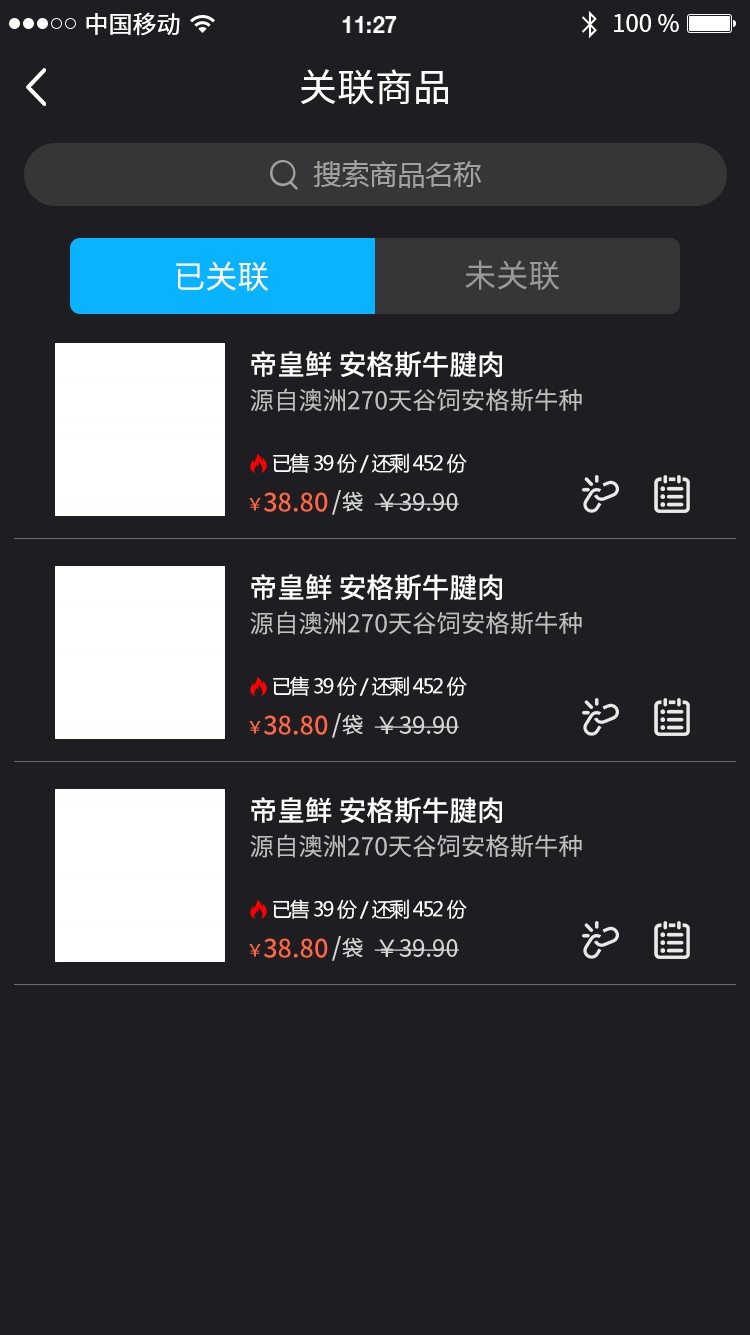 中国移动 11:27 100 %
关联商品
搜索商品名称
已关联 未关联
帝皇鲜 安格斯牛腱肉
源自澳洲270天谷饲安格斯牛种
已售 39 份 / 还剩 452 份
¥38.80/袋 ￥39.90
帝皇鲜 安格斯牛腱肉
源自澳洲270天谷饲安格斯牛种
已售 39 份 / 还剩 452 份
¥38.80/袋 ￥39.90
帝皇鲜 安格斯牛腱肉
源自澳洲270天谷饲安格斯牛种
已售 39 份 / 还剩 452 份
¥38.80/袋 ￥39.90